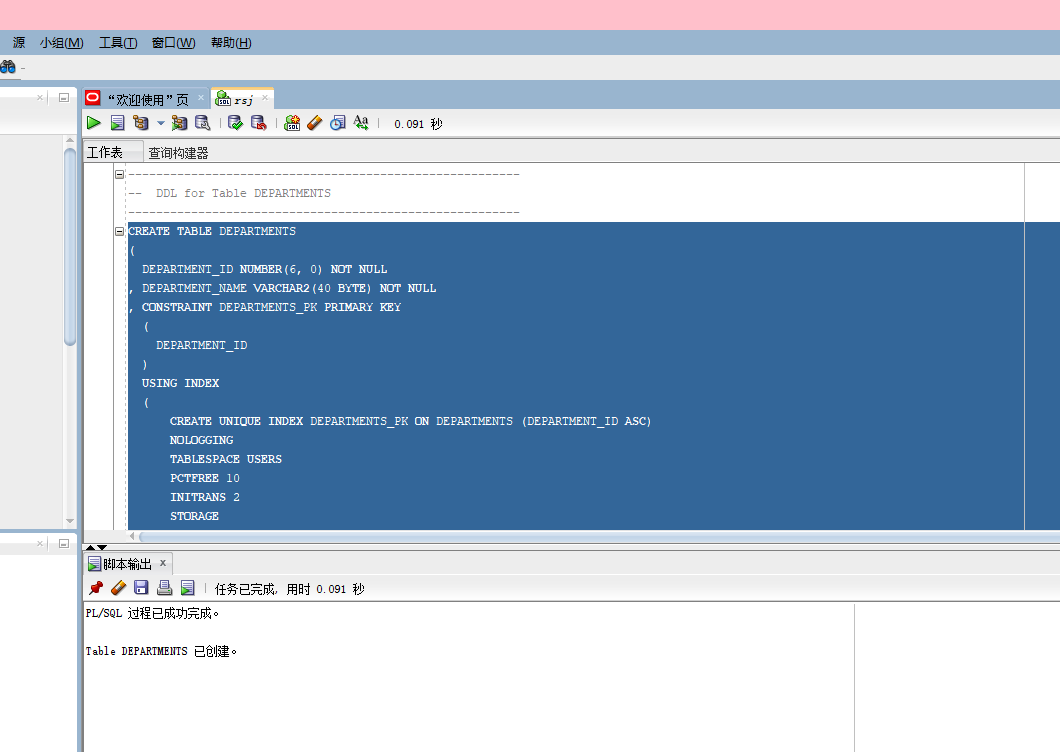 源 小组(M) 工具(T) 窗口(W) 帮助(H)
“欢迎使用”页 rsj
0.091 秒
工作表 查询构建器
--------------------------------------------------------
--  DDL for Table DEPARTMENTS
--------------------------------------------------------
CREATE TABLE DEPARTMENTS
(
  DEPARTMENT_ID NUMBER(6, 0) NOT NULL
, DEPARTMENT_NAME VARCHAR2(40 BYTE) NOT NULL
, CONSTRAINT DEPARTMENTS_PK PRIMARY KEY
  (
    DEPARTMENT_ID
  )
  USING INDEX
  (
      CREATE UNIQUE INDEX DEPARTMENTS_PK ON DEPARTMENTS (DEPARTMENT_ID ASC)
      NOLOGGING
      TABLESPACE USERS
      PCTFREE 10
      INITRANS 2
      STORAGE
脚本输出
任务已完成, 用时 0.091 秒
PL/SQL 过程已成功完成。
Table DEPARTMENTS 已创建。